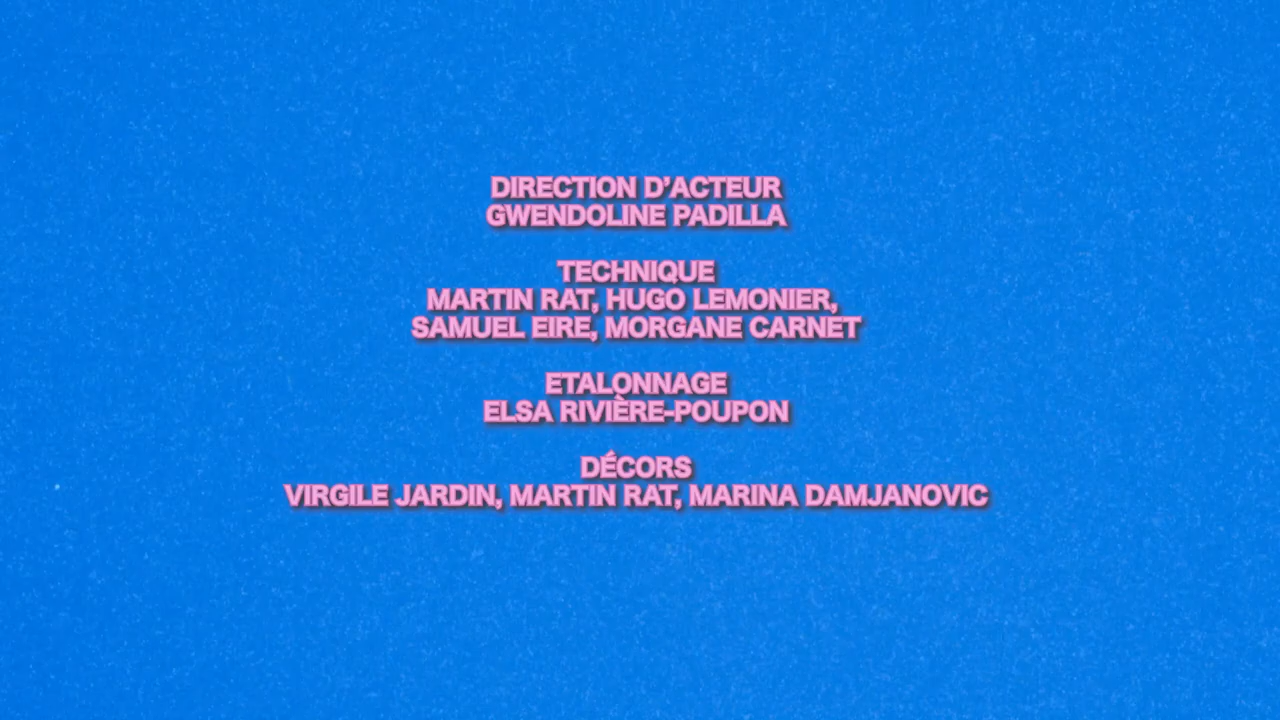 DIRECTION D’ACTEUR
GWENDOLINE PADILLA
TECHNIQUE
MARTIN RAT, HUGO LEMONIER,
SAMUEL EIRE, MORGANE CARNET
ETALONNAGE
ELSA RIVIÈRE-POUPON
DÉCORS
VIRGILE JARDIN, MARTIN RAT, MARINA DAMJANOVIC